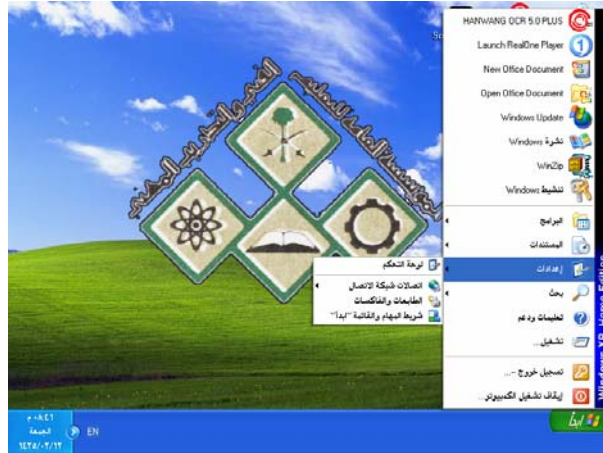 HANWANG OCR 5.0 PLUS
Launch RealOne Player
New Office Document
Open Office Document
Windows Update
نشرة Windows
WinZip
تنشيط Windows
البرامج
المستندات
إعدادات
بحث
تعليمات ودعم
تشغيل...
تسجيل خروج ...
إيقاف تشغيل الكمبيوتر...
لوحة التحكم
اتصالات شبكة الاتصال
الطابعات والفاكسات
شريط المهام والقائمة "ابدأ"
Windows XP Home Edition
ابدأ
EN
٠٨:٤٦ م
الجمعة